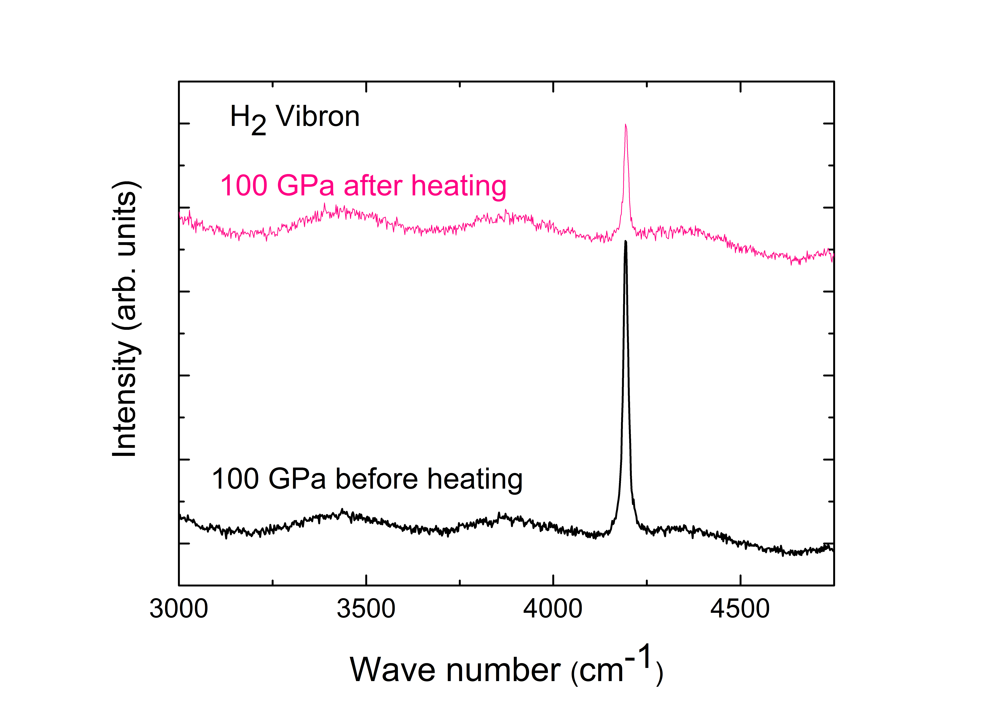 H2 Vibron
100 GPa after heating
Intensity (arb. units)
100 GPa before heating
3000 3500 4000 4500
Wave number (cm-1)